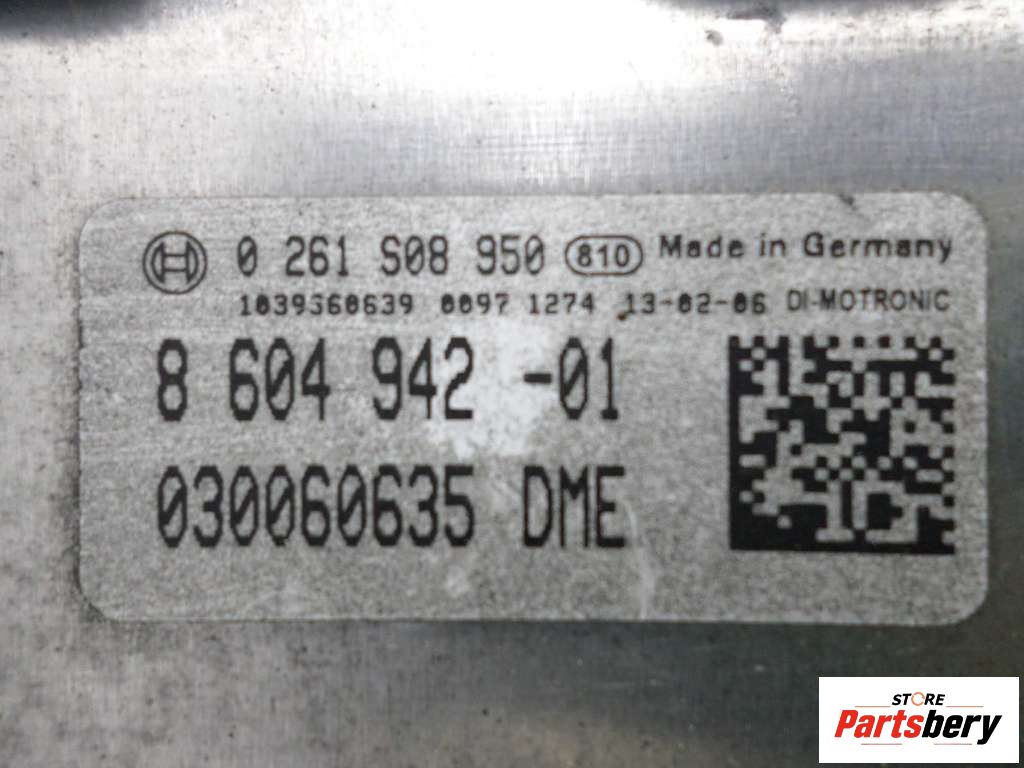 0 261 S08 950 810 Made in Germany
1039S60639 0097 1274 13-02-06 DI-MOTRONIC
8 604 942 -01
030060635 DME
STORE
Partsbery